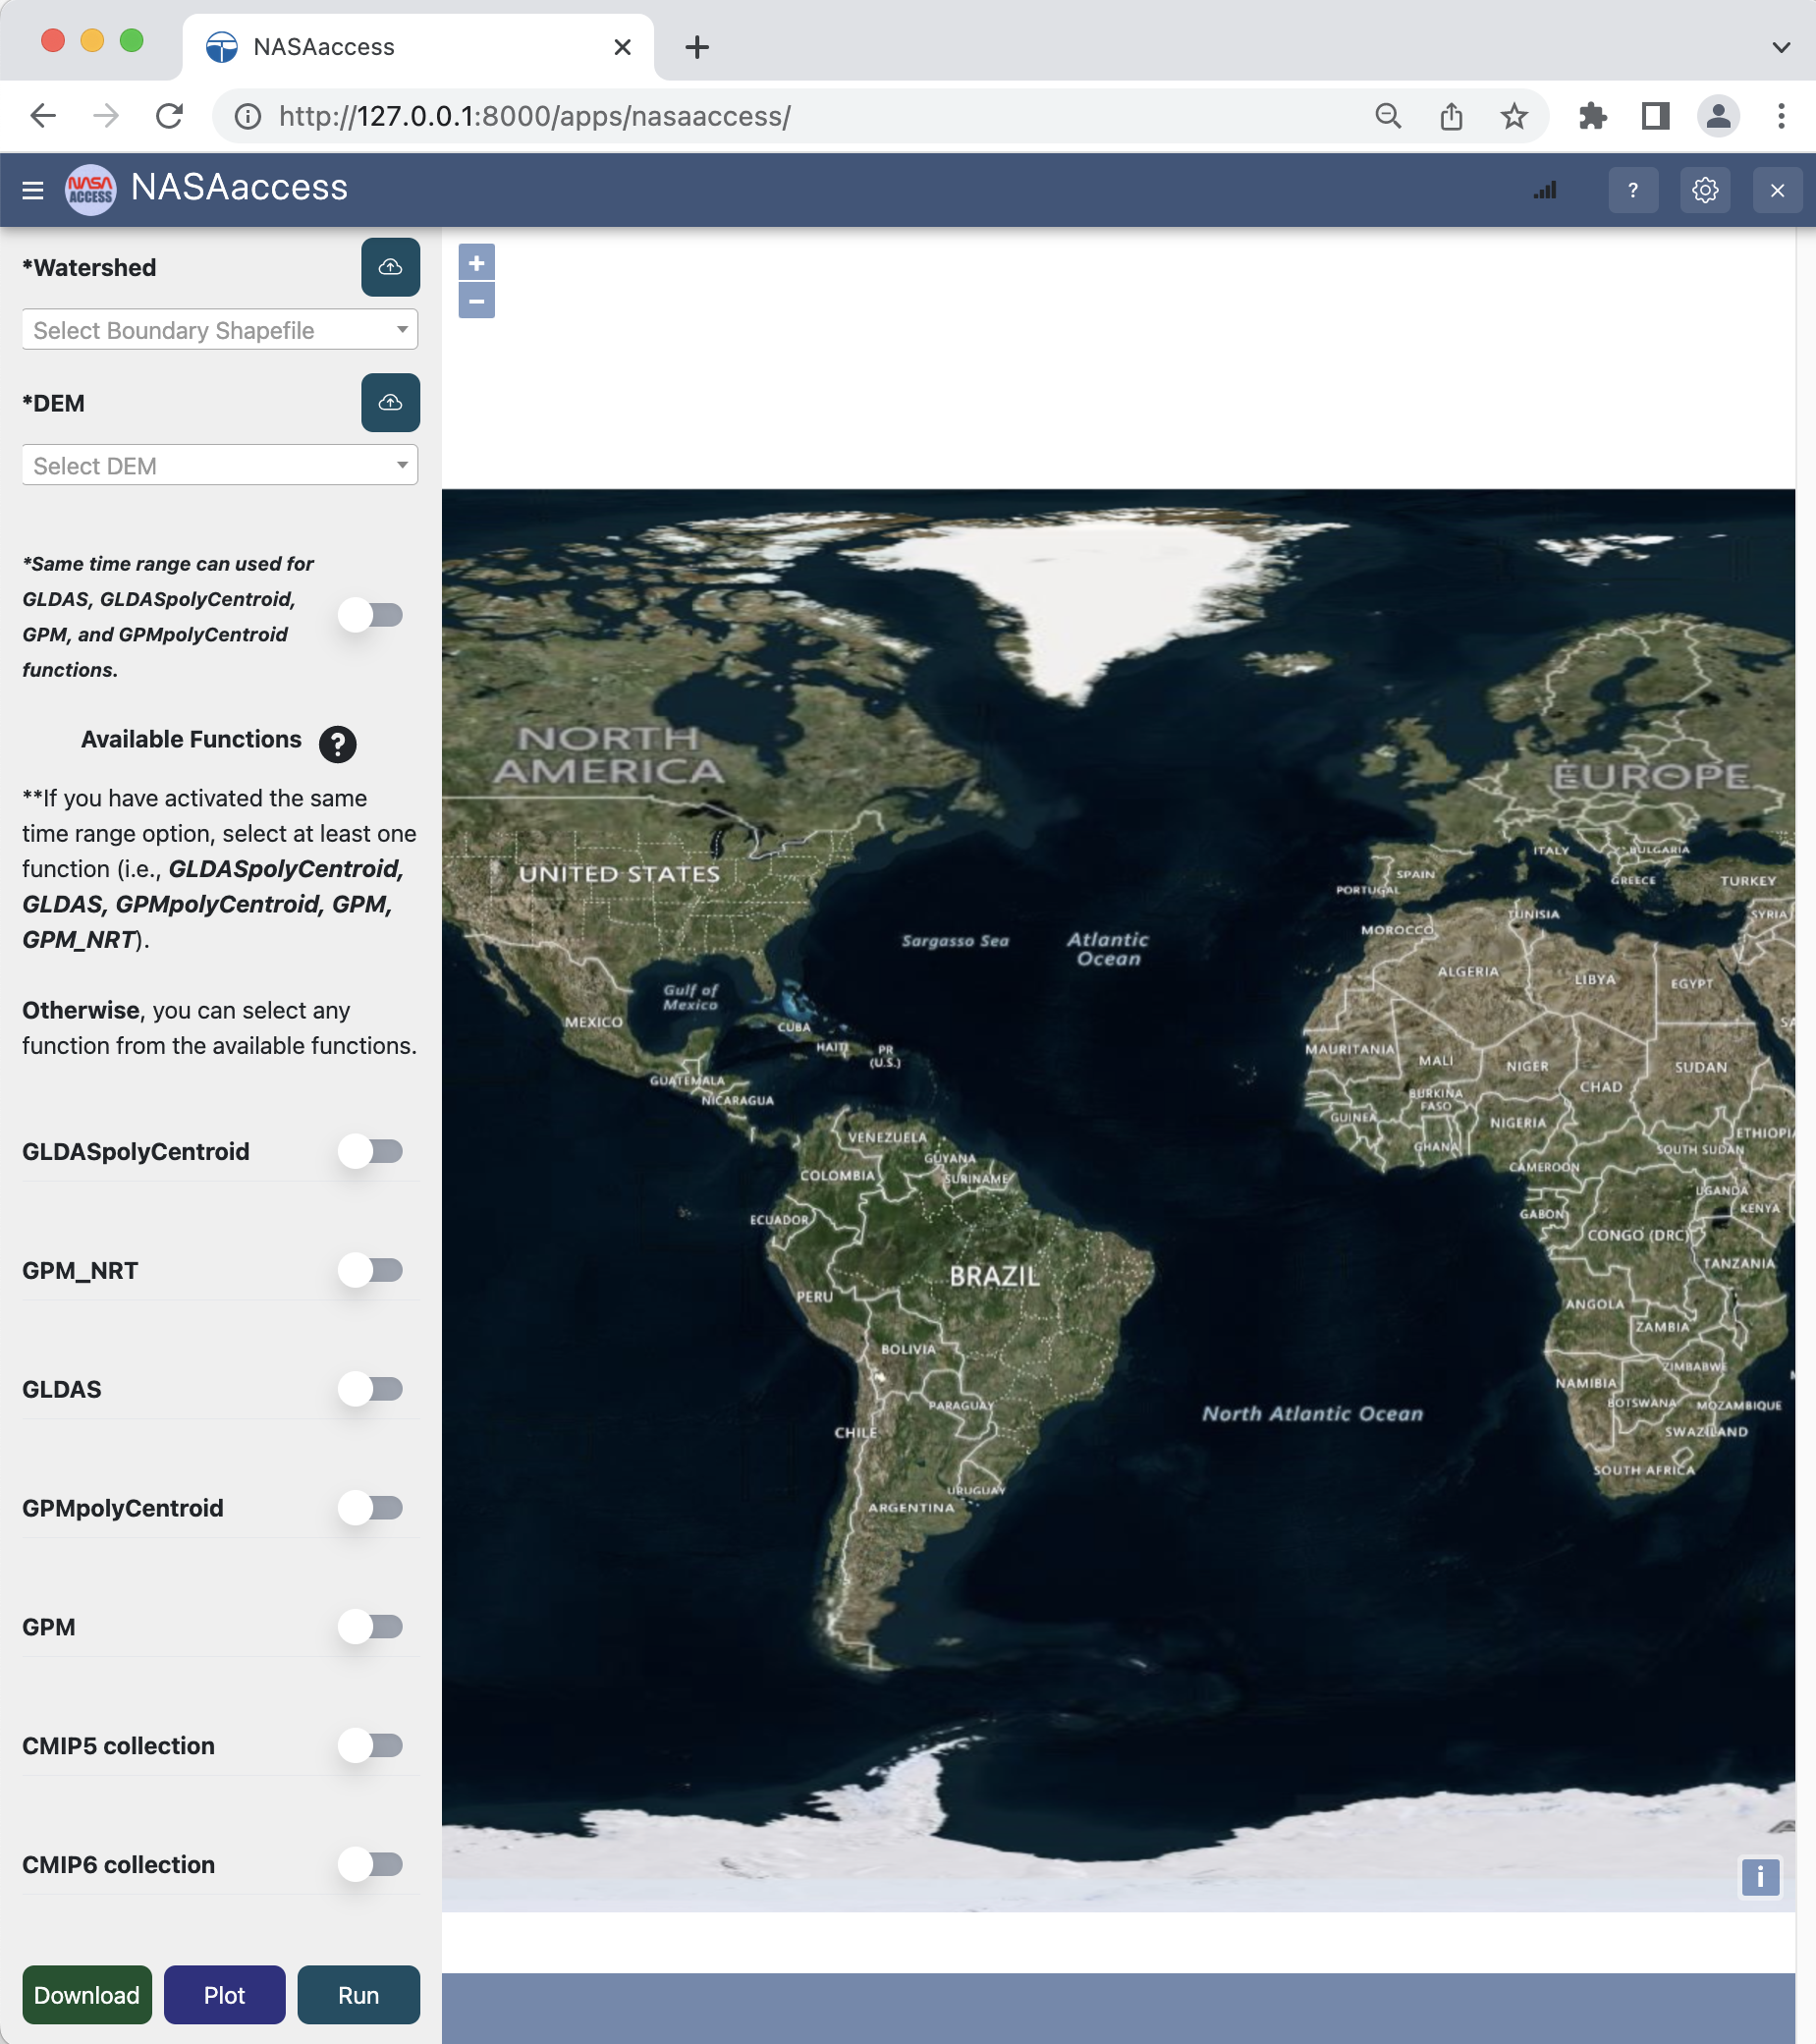 NASAaccess
http://127.0.0.1:8000/apps/nasaaccess/
NASA
ACCESS
NASAaccess
?
*Watershed
Select Boundary Shapefile
*DEM
Select DEM
*Same time range can used for
GLDAS, GLDASpolyCentroid,
GPM, and GPMpolyCentroid
functions.
Available Functions ?
**If you have activated the same
time range option, select at least one
function (i.e., GLDASpolyCentroid,
GLDAS, GPMpolyCentroid, GPM,
GPM_NRT).
Otherwise, you can select any
function from the available functions.
GLDASpolyCentroid
GPM_NRT
GLDAS
GPMpolyCentroid
GPM
CMIP5 collection
CMIP6 collection
Download
Plot
Run
+
−
NORTH
AMERICA
EUROPE
UNITED STATES
ITALY
BULGARIA
SPAIN
PORTUGAL
GREECE
TURKEY
TUNISIA
SYRIA
MOROCCO
Sargasso Sea
Atlantic
Ocean
ALGERIA
LIBYA
EGYPT
Gulf of
Mexico
MEXICO
CUBA
HAITI
PR
(U.S.)
SA
MAURITANIA
MALI
NIGER
SUDAN
CHAD
GUATEMALA
NICARAGUA
BURKINA
FASO
GUINEA
NIGERIA
ETHIOPIA
VENEZUELA
GHANA
SOUTH SUDAN
GUYANA
COLOMBIA
SURINAME
CAMEROON
UGANDA
KENYA
ECUADOR
GABON
CONGO (DRC)
TANZANIA
BRAZIL
PERU
ANGOLA
ZAMBIA
BOLIVIA
ZIMBABWE
NAMIBIA
BOTSWANA
MOZAMBIQUE
PARAGUAY
North Atlantic Ocean
CHILE
SWAZILAND
SOUTH AFRICA
URUGUAY
ARGENTINA
i